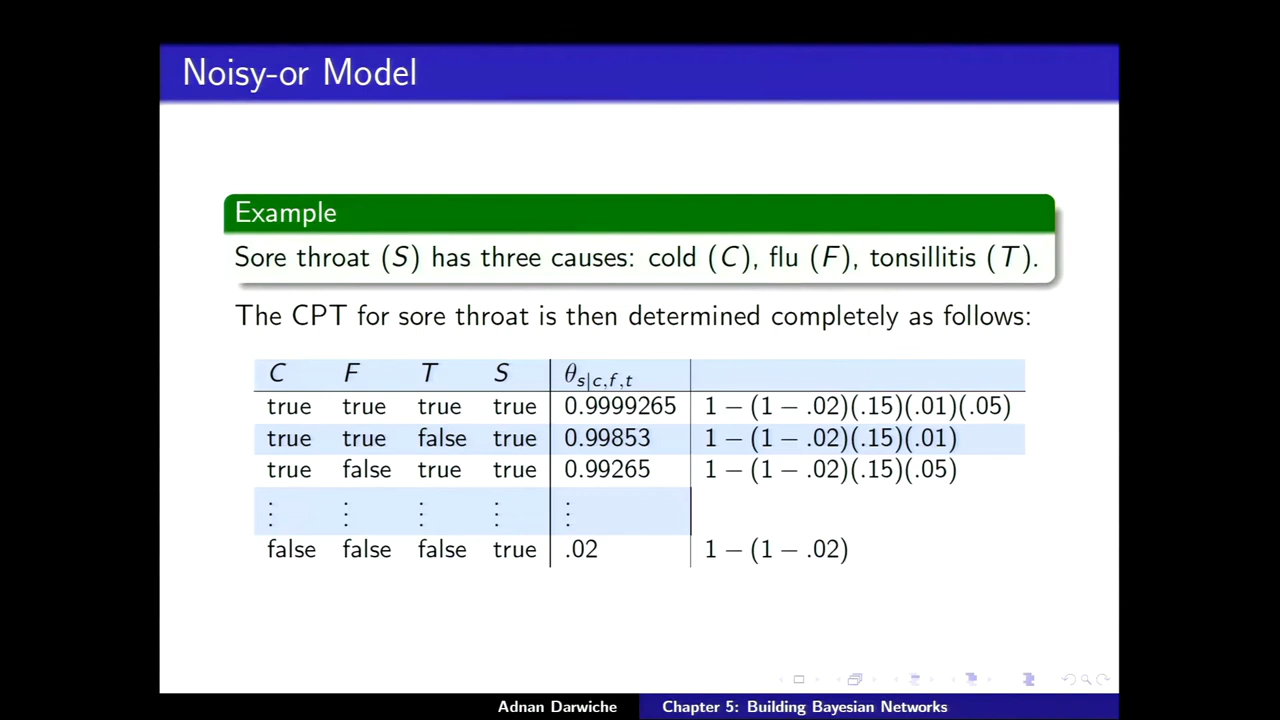 Noisy-or Model
Example
Sore throat (S) has three causes: cold (C), flu (F), tonsillitis (T).
The CPT for sore throat is then determined completely as follows:
C F T S θs|c,f,t
true true true true 0.9999265 1 − (1 − .02)(.15)(.01)(.05)
true true false true 0.99853 1 − (1 − .02)(.15)(.01)
true false true true 0.99265 1 − (1 − .02)(.15)(.05)
⋮ ⋮ ⋮ ⋮ ⋮
false false false true .02 1 − (1 − .02)
Adnan Darwiche Chapter 5: Building Bayesian Networks